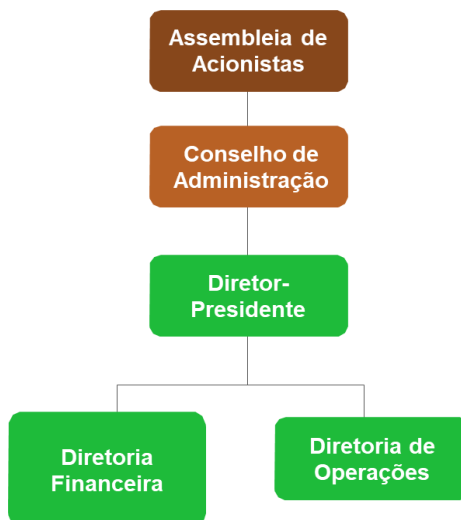 Assembleia de
Acionistas
Conselho de
Administração
Diretor-
Presidente
Diretoria
Financeira
Diretoria de
Operações